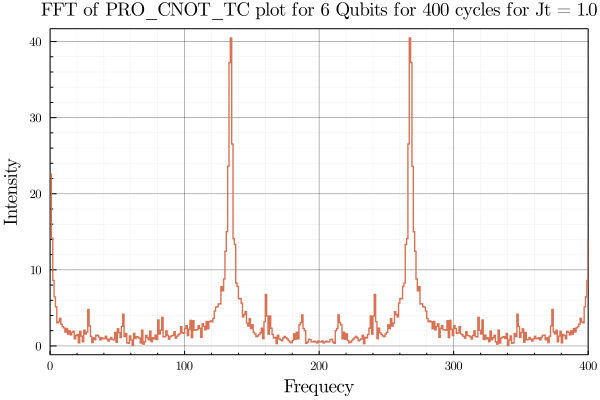 FFT of PRO_CNOT_TC plot for 6 Qubits for 400 cycles for Jt = 1.0
40
30
20
10
0
Intensity
0 100 200 300 400
Frequecy